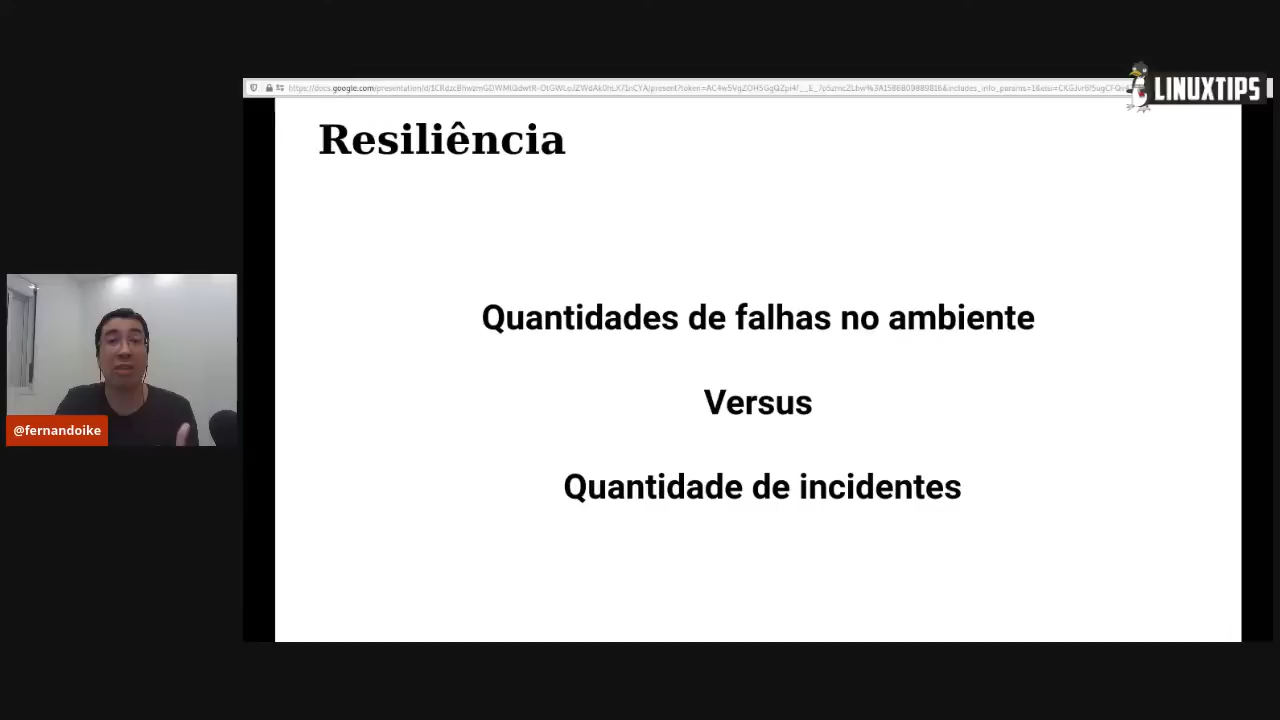 LINUXTIPS
Resiliência
Quantidades de falhas no ambiente
Versus
Quantidade de incidentes
@fernandoike